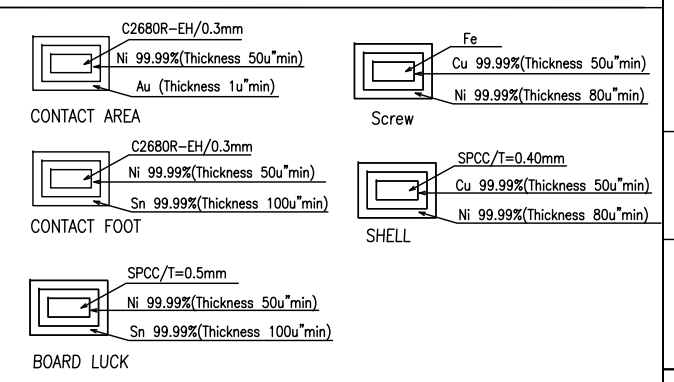 C2680R-EH/0.3mm
Ni 99.99%(Thickness 50u"min)
Au (Thickness 1u"min)
CONTACT AREA
C2680R-EH/0.3mm
Ni 99.99%(Thickness 50u"min)
Sn 99.99%(Thickness 100u"min)
CONTACT FOOT
SPCC/T=0.5mm
Ni 99.99%(Thickness 50u"min)
Sn 99.99%(Thickness 100u"min)
BOARD LUCK
Fe
Cu 99.99%(Thickness 50u"min)
Ni 99.99%(Thickness 80u"min)
Screw
SPCC/T=0.40mm
Cu 99.99%(Thickness 50u"min)
Ni 99.99%(Thickness 80u"min)
SHELL